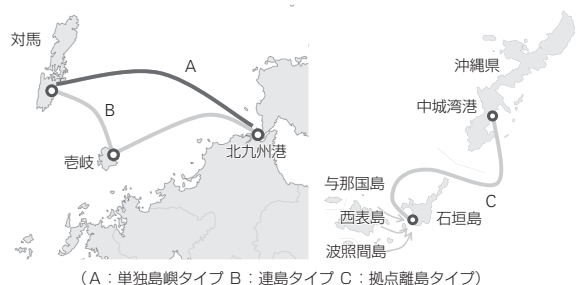 対馬
A
B
壱岐
北九州港
沖縄県
中城湾港
与那国島
C
西表島
石垣島
波照間島
（A：単独島嶼タイプ B：連島タイプ C：拠点離島タイプ）